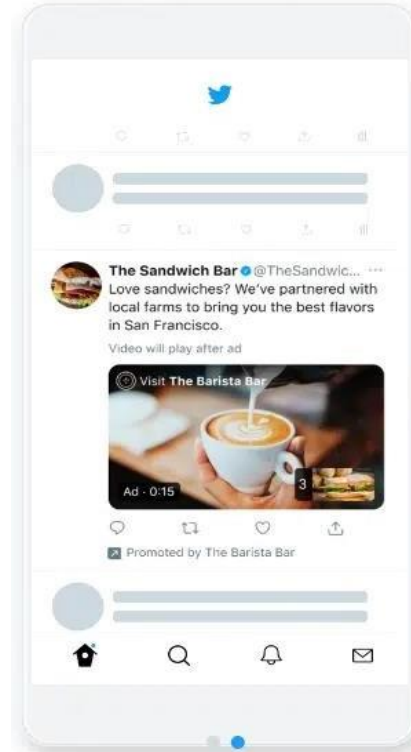 The Sandwich Bar @TheSandwic... ...
Love sandwiches? We've partnered with
local farms to bring you the best flavors
in San Francisco.
Video will play after ad
Visit The Barista Bar
Ad · 0:15
3
Promoted by The Barista Bar